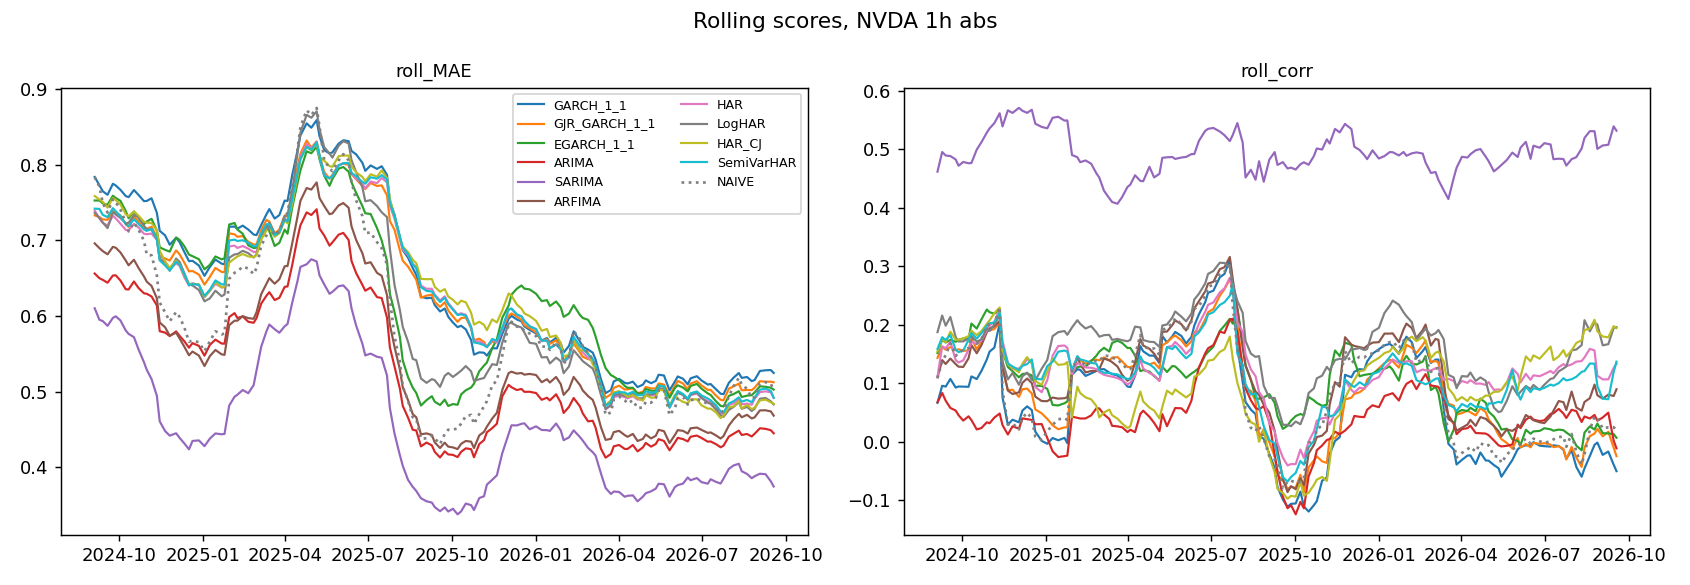 Rolling scores, NVDA 1h abs
roll_MAE
0.9
0.8
0.7
0.6
0.5
0.4
2024-10 2025-01 2025-04 2025-07 2025-10 2026-01 2026-04 2026-07 2026-10
GARCH_1_1
GJR_GARCH_1_1
EGARCH_1_1
ARIMA
SARIMA
ARFIMA
HAR
LogHAR
HAR_CJ
SemiVarHAR
NAIVE
roll_corr
0.6
0.5
0.4
0.3
0.2
0.1
0.0
−0.1
2024-10 2025-01 2025-04 2025-07 2025-10 2026-01 2026-04 2026-07 2026-10